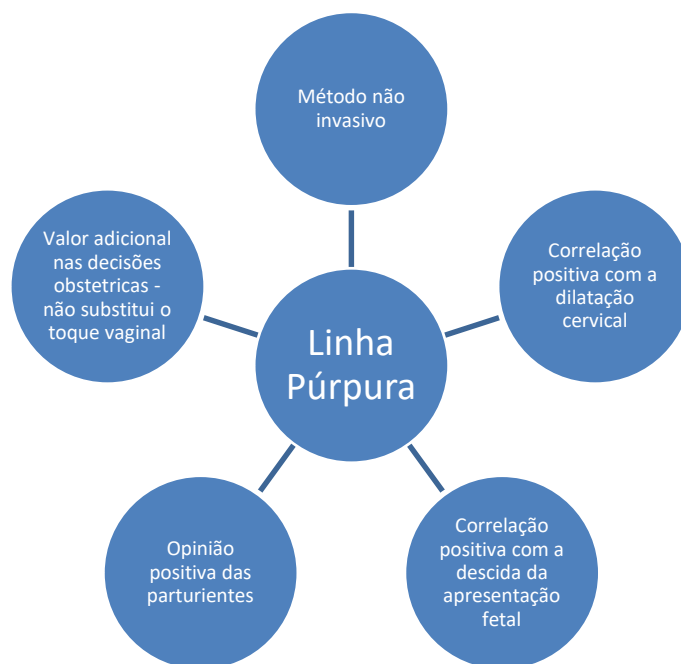 Método não
invasivo
Valor adicional
nas decisões
obstetricas -
não substitui o
toque vaginal
Correlação
positiva com a
dilatação
cervical
Linha
Púrpura
Opinião
positiva das
parturientes
Correlação
positiva com a
descida da
apresentação
fetal